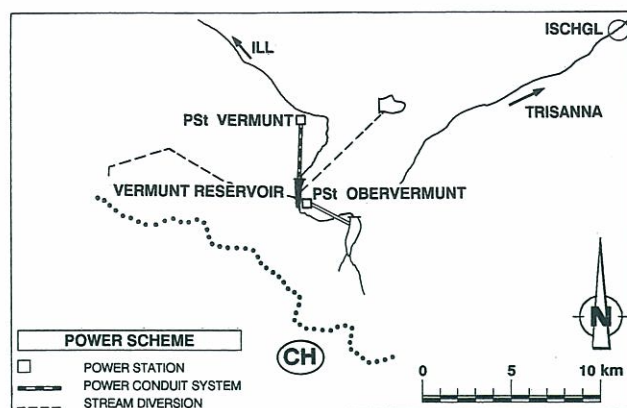 ISCHGL
ILL
PSt VERMUNT
TRISANNA
VERMUNT RESERVOIR
PSt OBERVERMUNT
N
POWER SCHEME
POWER STATION
POWER CONDUIT SYSTEM
STREAM DIVERSION
CH
0 5 10 km